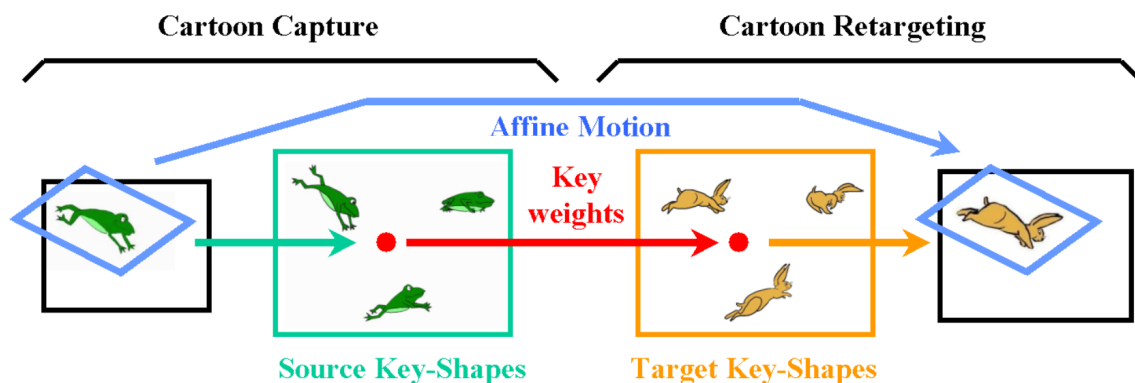 Cartoon Capture
Cartoon Retargeting
Affine Motion
Key
weights
Source Key-Shapes
Target Key-Shapes